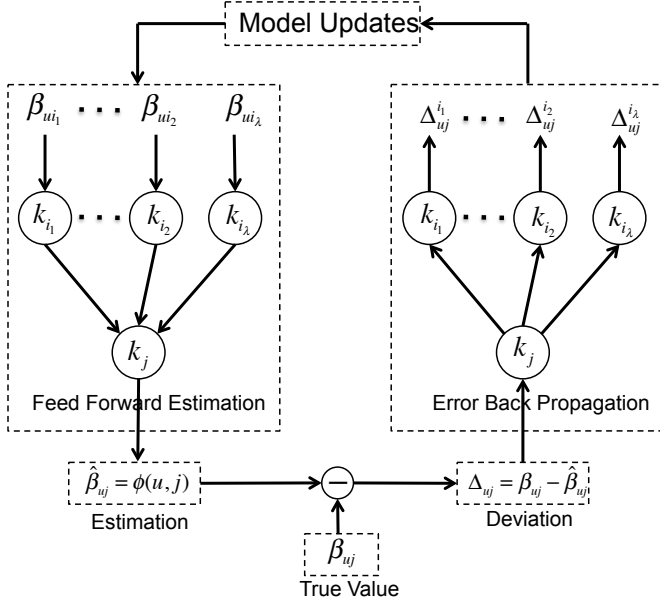 Model Updates
β_{ui_1} ··· β_{ui_2} β_{ui_λ}
k_{i_1} ··· k_{i_2} k_{i_λ}
k_j
Feed Forward Estimation
Δ_{uj}^{i_1} ··· Δ_{uj}^{i_2} Δ_{uj}^{i_λ}
k_{i_1} ··· k_{i_2} k_{i_λ}
k_j
Error Back Propagation
\hat{β}_{uj} = ϕ(u, j)
Estimation
−
β_{uj}
True Value
Δ_{uj} = β_{uj} − \hat{β}_{uj}
Deviation